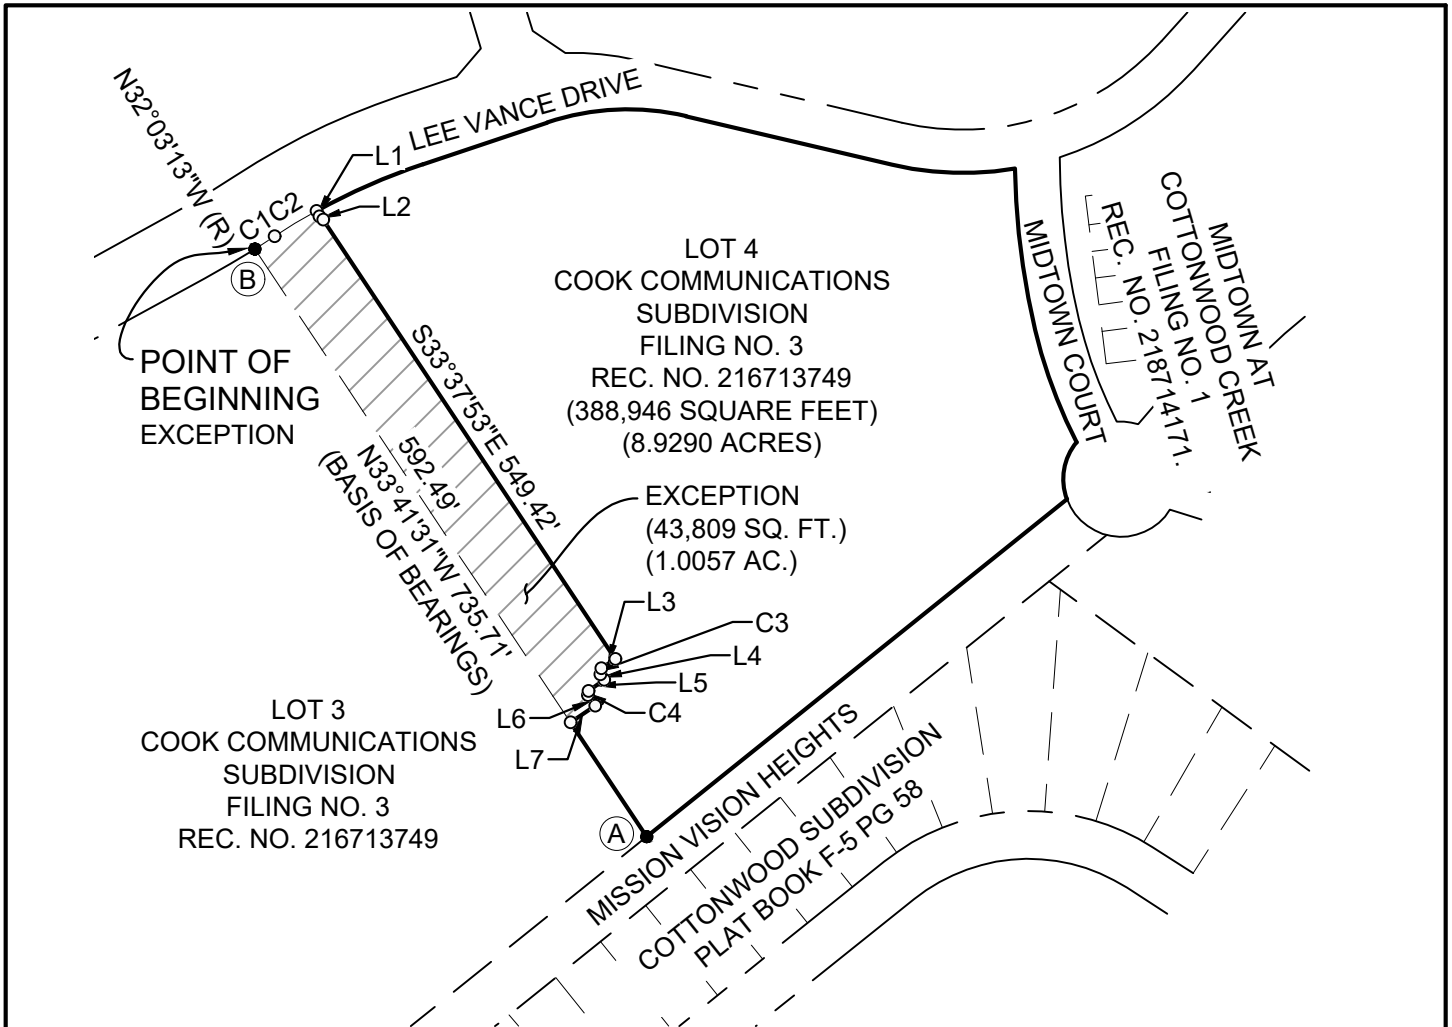 LEE VANCE DRIVE
N32°03'13"W (R)
C1
C2
L1
L2
B
POINT OF
BEGINNING
EXCEPTION
LOT 4
COOK COMMUNICATIONS
SUBDIVISION
FILING NO. 3
REC. NO. 216713749
(388,946 SQUARE FEET)
(8.9290 ACRES)
MIDTOWN COURT
MIDTOWN AT
COTTONWOOD CREEK
FILING NO. 1
REC. NO. 218714171.
S33°37'53"E 549.42'
592.49'
N33°41'31"W 735.71'
(BASIS OF BEARINGS)
EXCEPTION
(43,809 SQ. FT.)
(1.0057 AC.)
L3
C3
L4
L5
C4
L6
L7
LOT 3
COOK COMMUNICATIONS
SUBDIVISION
FILING NO. 3
REC. NO. 216713749
A
MISSION VISION HEIGHTS
COTTONWOOD SUBDIVISION
PLAT BOOK F-5 PG 58